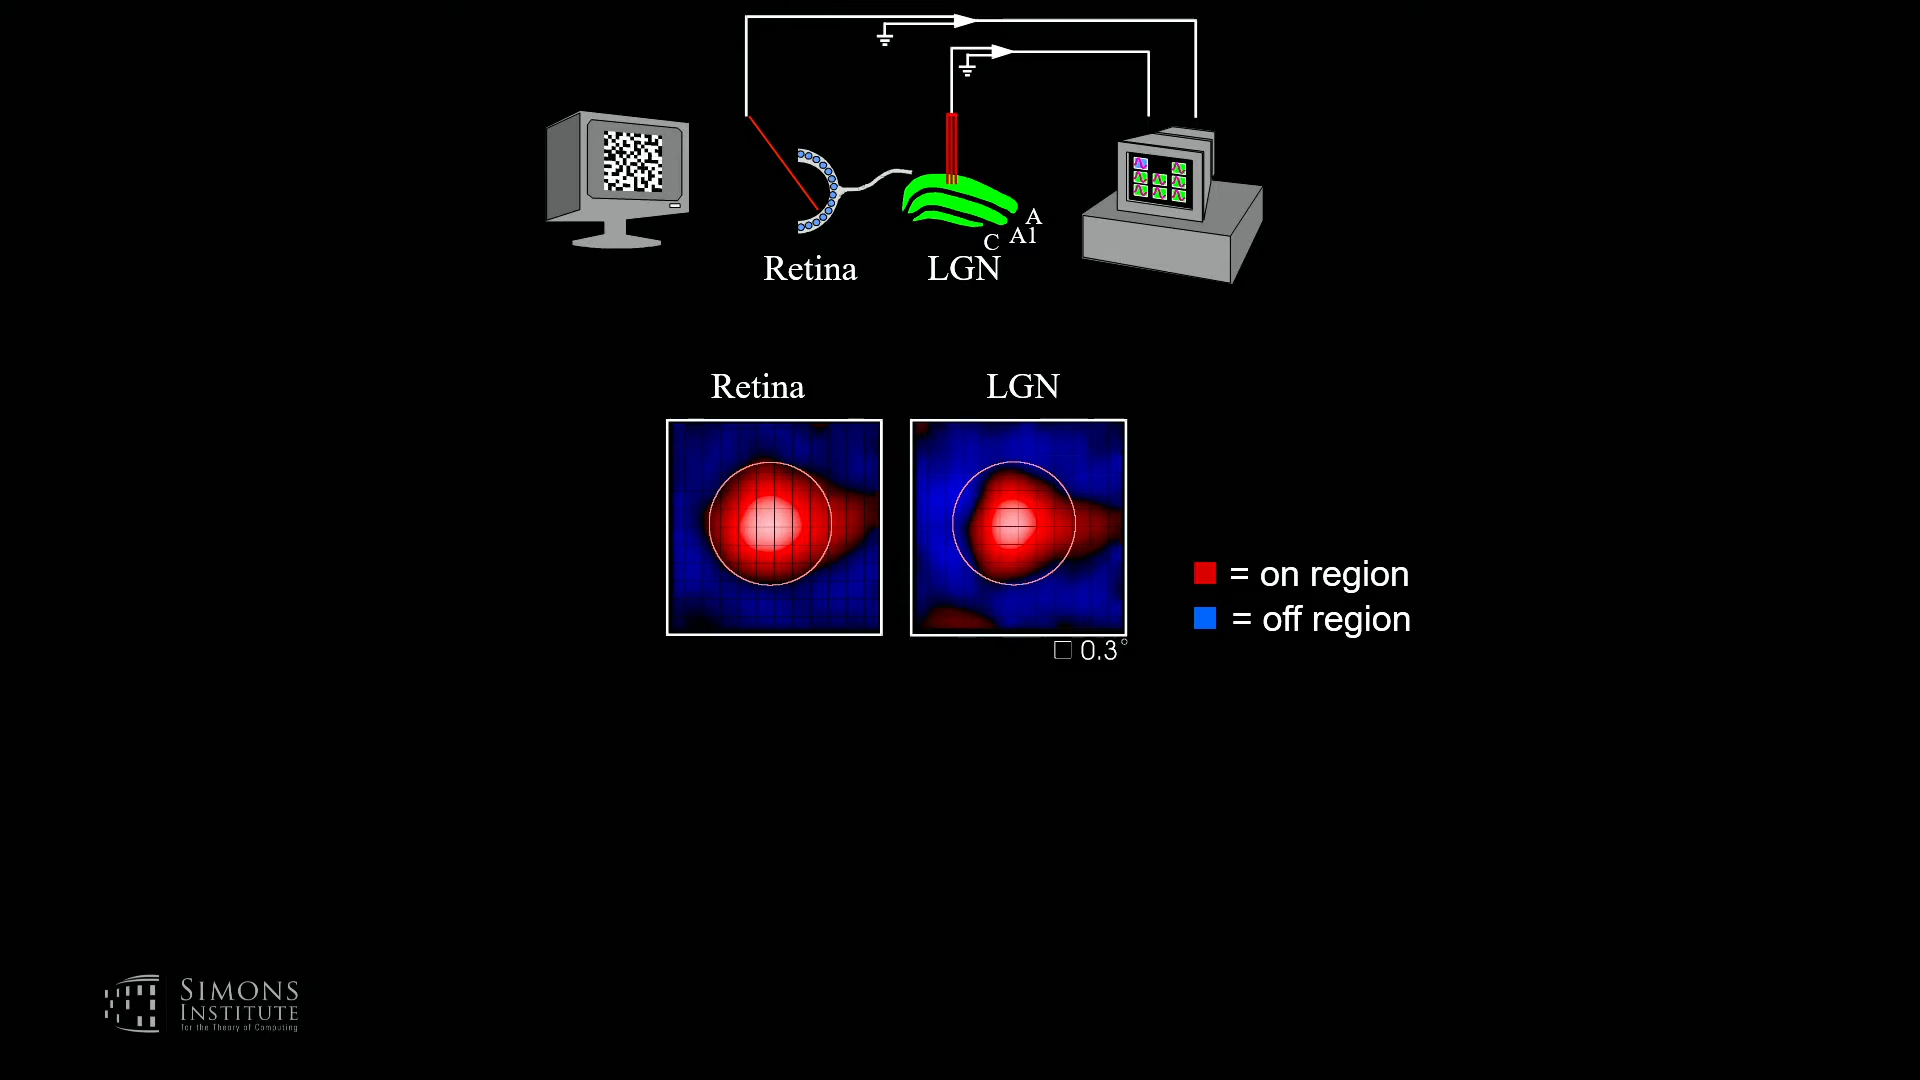 A
A1
C
Retina
LGN
Retina
LGN
= on region
= off region
0.3°
SIMONS
INSTITUTE
for the Theory of Computing